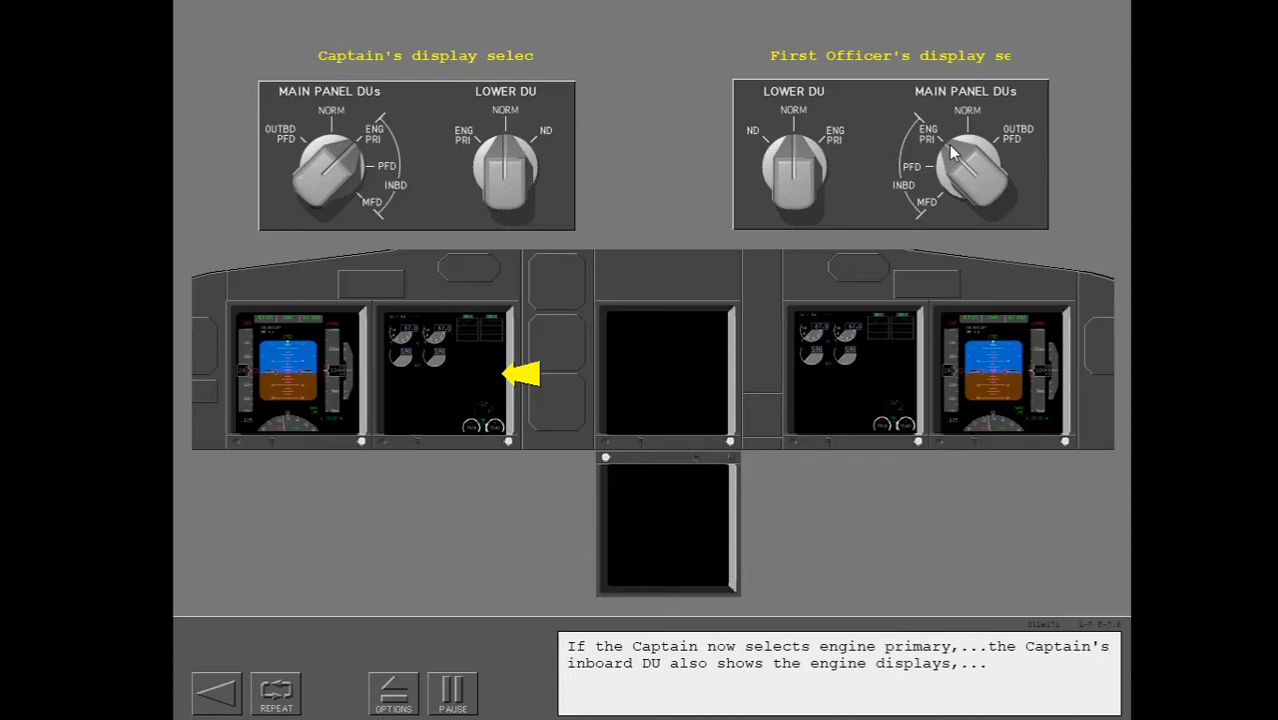 Captain's display selec
First Officer's display se
MAIN PANEL DUs
LOWER DU
NORM
OUTBD
PFD
ENG
PRI
PFD
INBD
MFD
NORM
ENG
PRI
ND
LOWER DU
MAIN PANEL DUs
NORM
ND
ENG
PRI
NORM
ENG
PRI
OUTBD
PFD
PFD
INBD
MFD
If the Captain now selects engine primary,...the Captain's
inboard DU also shows the engine displays,...
REPEAT
OPTIONS
PAUSE